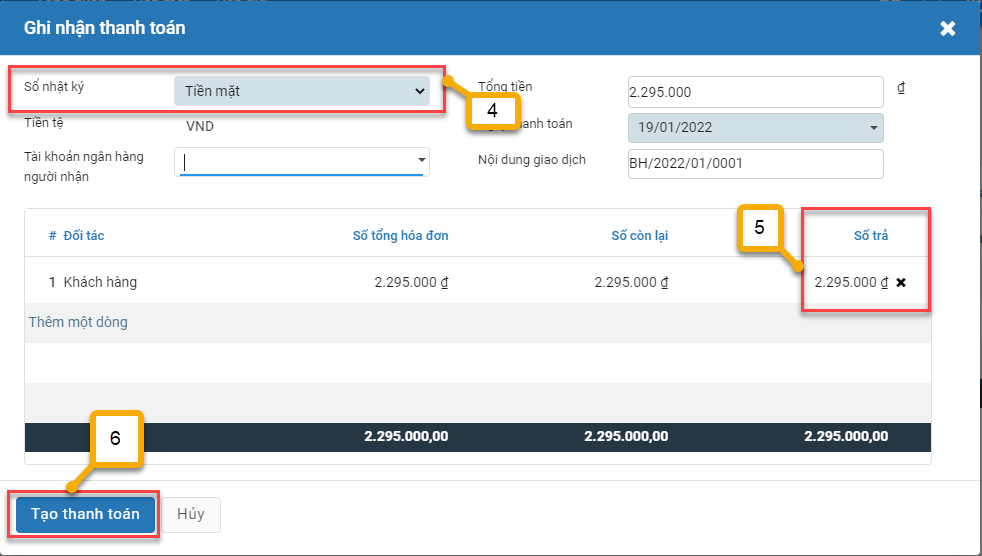 Ghi nhận thanh toán
Sổ nhật ký
Tiền mặt
4
Tổng tiền
2.295.000
₫
Tiền tệ
VND
thanh toán
19/01/2022
Tài khoản ngân hàng
người nhận
Nội dung giao dịch
BH/2022/01/0001
5
# Đối tác Số tổng hóa đơn Số còn lại Số trả
1 Khách hàng 2.295.000 ₫ 2.295.000 ₫ 2.295.000 ₫
Thêm một dòng
2.295.000,00 2.295.000,00 2.295.000,00
6
Tạo thanh toán Hủy